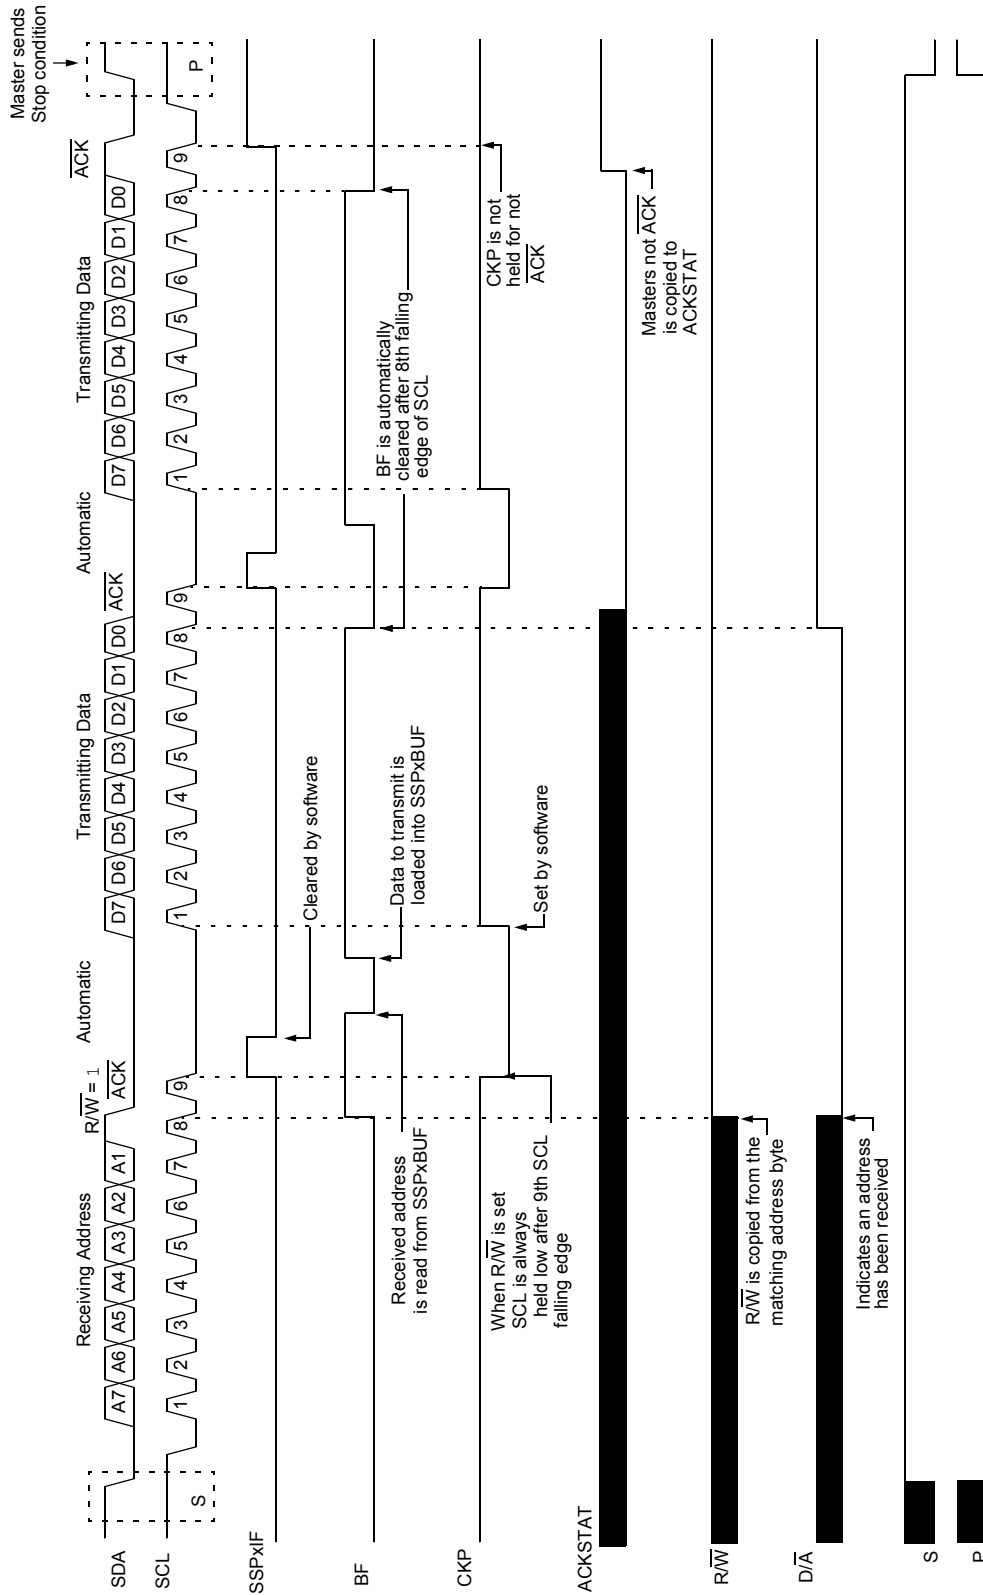 Master sends
Stop condition
Receiving Address
R/W = 1
ACK
Automatic
Transmitting Data
ACK
Automatic
Transmitting Data
ACK
SDA
A7 A6 A5 A4 A3 A2 A1
D7 D6 D5 D4 D3 D2 D1 D0
D7 D6 D5 D4 D3 D2 D1 D0
SCL
S
1 2 3 4 5 6 7 8 9
1 2 3 4 5 6 7 8 9
1 2 3 4 5 6 7 8 9
P
SSPxIF
Cleared by software
BF
Received address
is read from SSPxBUF
Data to transmit is
loaded into SSPxBUF
BF is automatically
cleared after 8th falling
edge of SCL
CKP
When R/W is set
SCL is always
held low after 9th SCL
falling edge
Set by software
CKP is not
held for not
ACK
ACKSTAT
Masters not ACK
is copied to
ACKSTAT
R/W
R/W is copied from the
matching address byte
D/A
Indicates an address
has been received
S
P